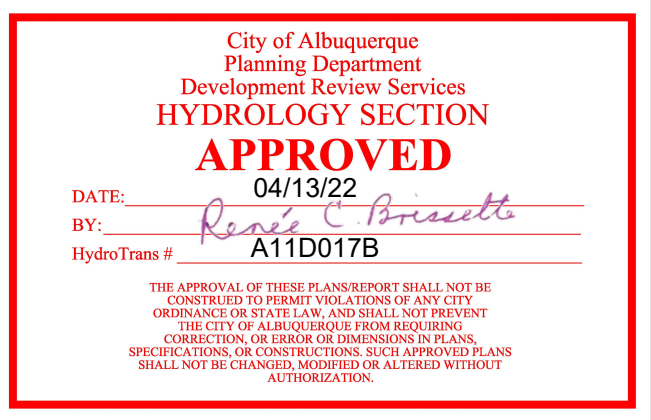 City of Albuquerque
Planning Department
Development Review Services
HYDROLOGY SECTION
APPROVED
DATE: 04/13/22
BY: Renée C. Brissette
HydroTrans # A11D017B
THE APPROVAL OF THESE PLANS/REPORT SHALL NOT BE
CONSTRUED TO PERMIT VIOLATIONS OF ANY CITY
ORDINANCE OR STATE LAW, AND SHALL NOT PREVENT
THE CITY OF ALBUQUERQUE FROM REQUIRING
CORRECTION, OR ERROR OR DIMENSIONS IN PLANS,
SPECIFICATIONS, OR CONSTRUCTIONS. SUCH APPROVED PLANS
SHALL NOT BE CHANGED, MODIFIED OR ALTERED WITHOUT
AUTHORIZATION.